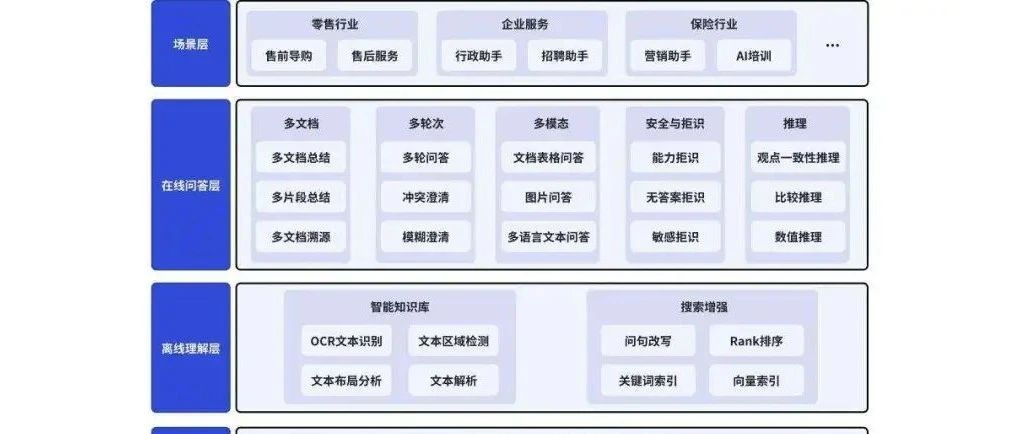 场景层
零售行业
售前导购 售后服务
企业服务
行政助手 招聘助手
保险行业
营销助手 AI培训
...
在线问答层
多文档
多文档总结
多片段总结
多文档溯源
多轮次
多轮问答
冲突澄清
模糊澄清
多模态
文档表格问答
图片问答
多语言文本问答
安全与拒识
能力拒识
无答案拒识
敏感拒识
推理
观点一致性推理
比较推理
数值推理
离线理解层
智能知识库
OCR文本识别 文本区域检测
文本布局分析 文本解析
搜索增强
问句改写 Rank排序
关键词索引 向量索引